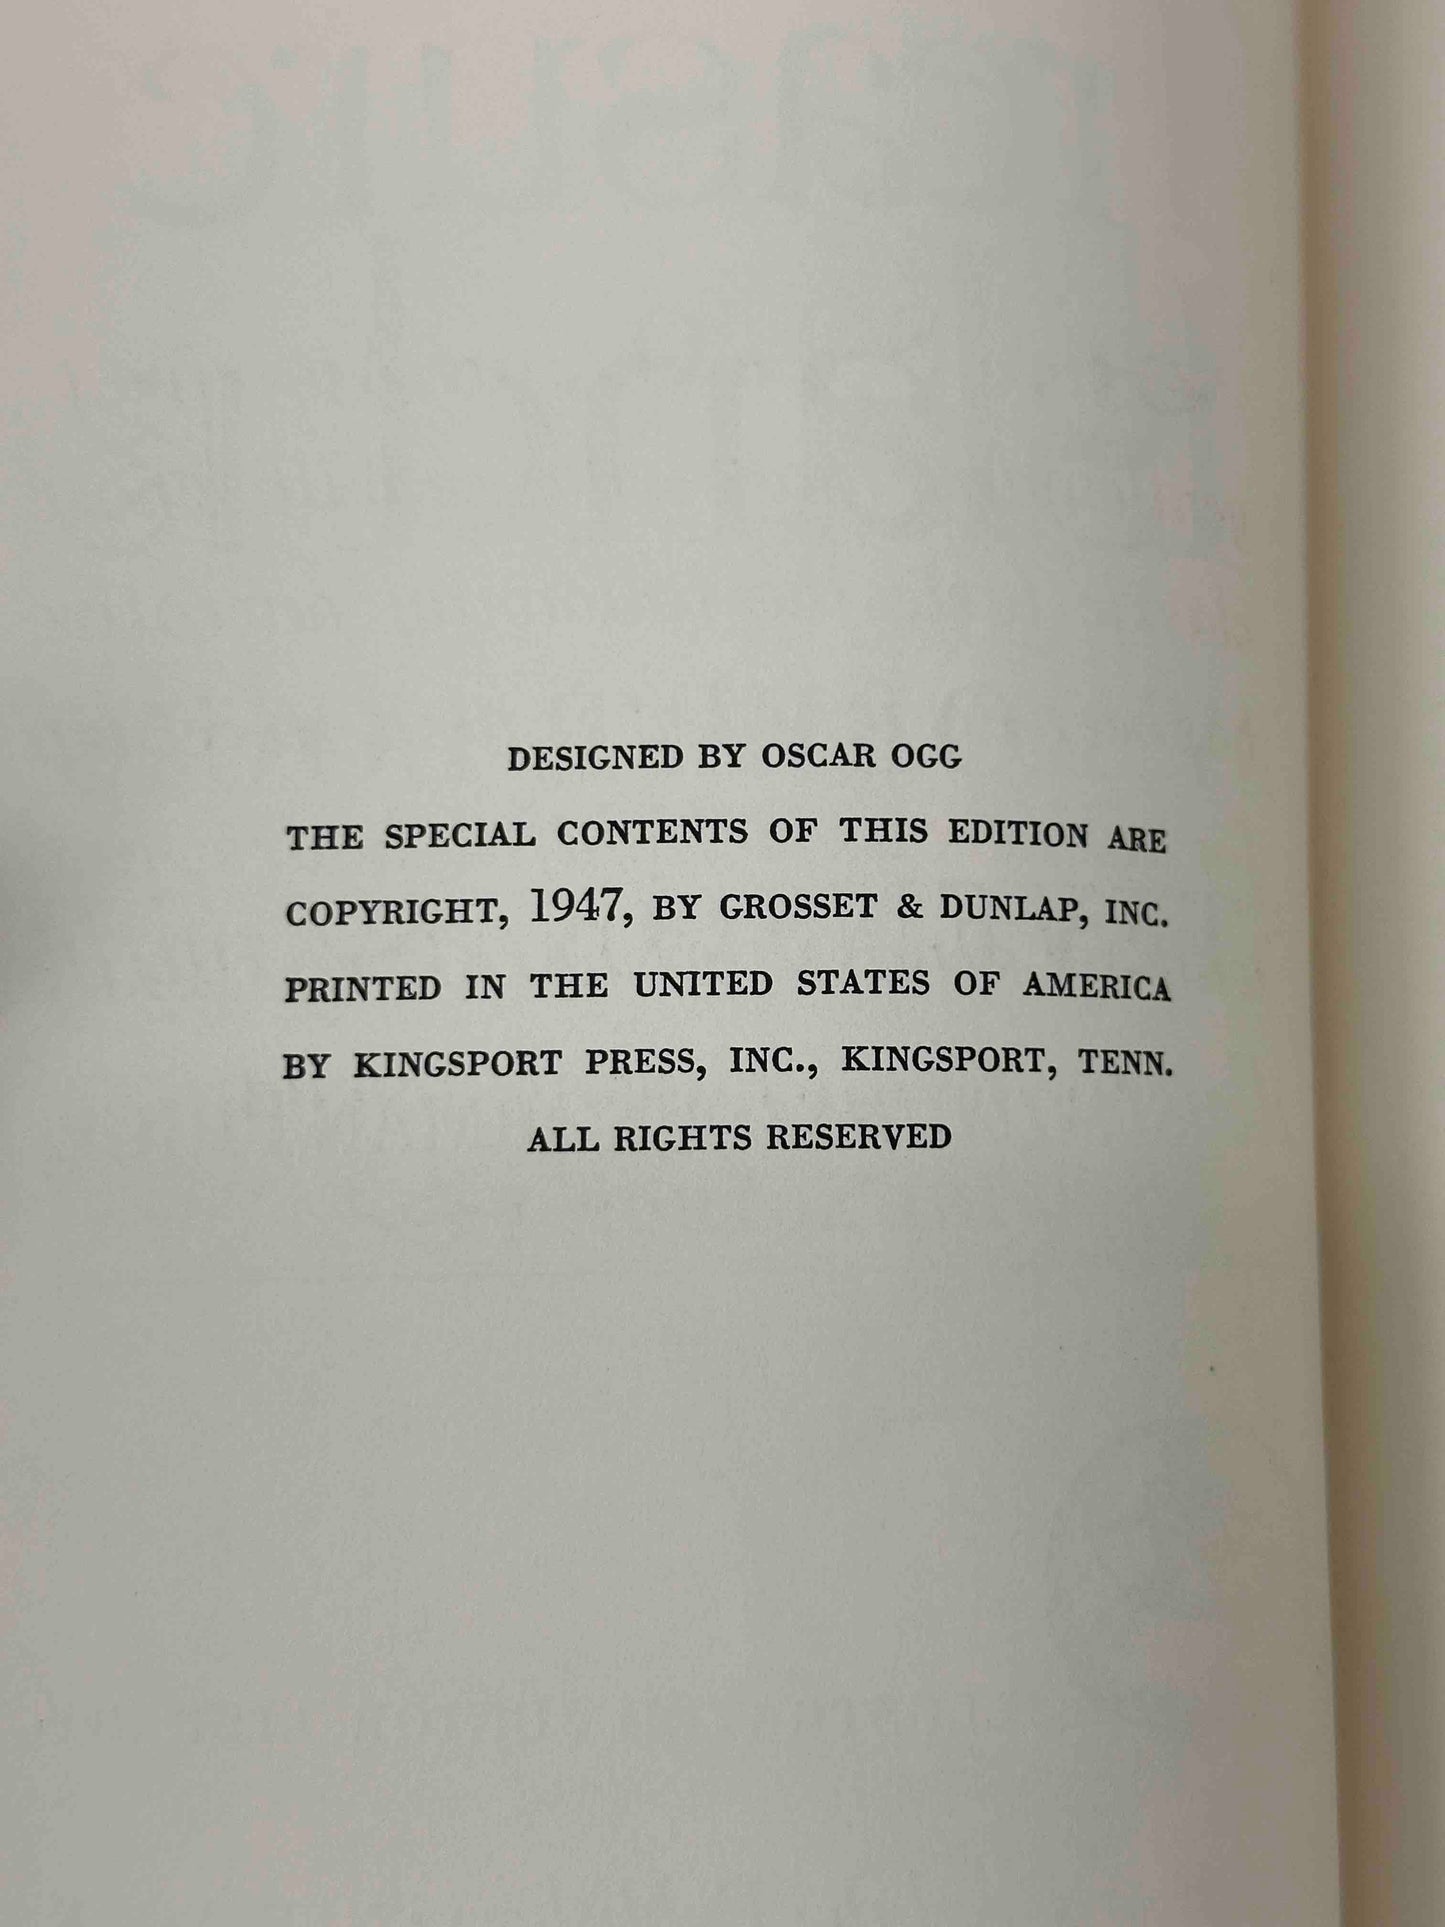 DESIGNED BY OSCAR OGG
THE SPECIAL CONTENTS OF THIS EDITION ARE
COPYRIGHT, 1947, BY GROSSET & DUNLAP, INC.
PRINTED IN THE UNITED STATES OF AMERICA
BY KINGSPORT PRESS, INC., KINGSPORT, TENN.
ALL RIGHTS RESERVED